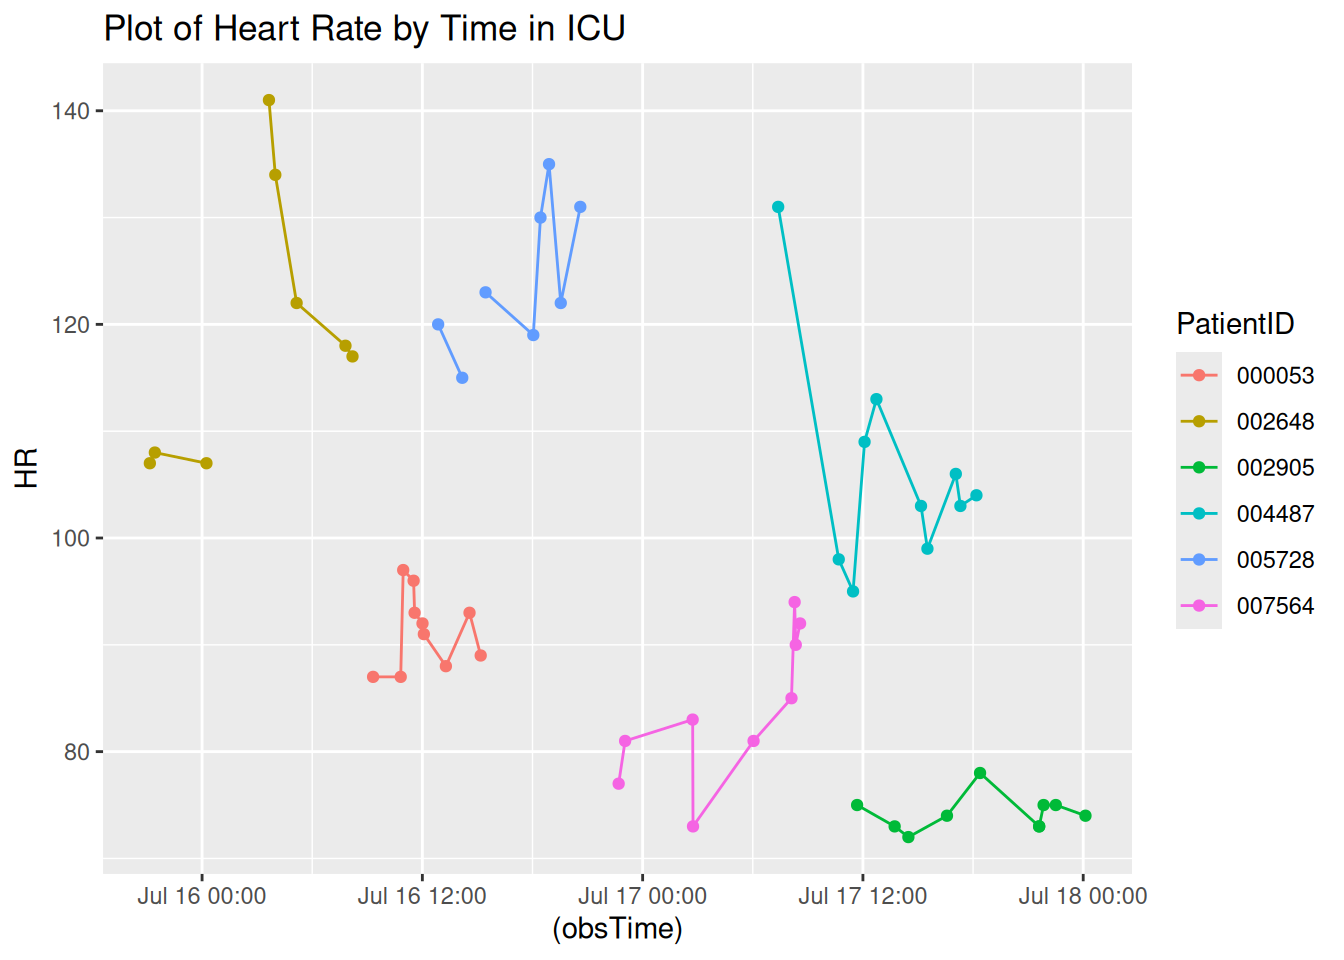 Plot of Heart Rate by Time in ICU
140
120
100
80
HR
Jul 16 00:00
Jul 16 12:00
Jul 17 00:00
Jul 17 12:00
Jul 18 00:00
(obsTime)
PatientID
000053
002648
002905
004487
005728
007564